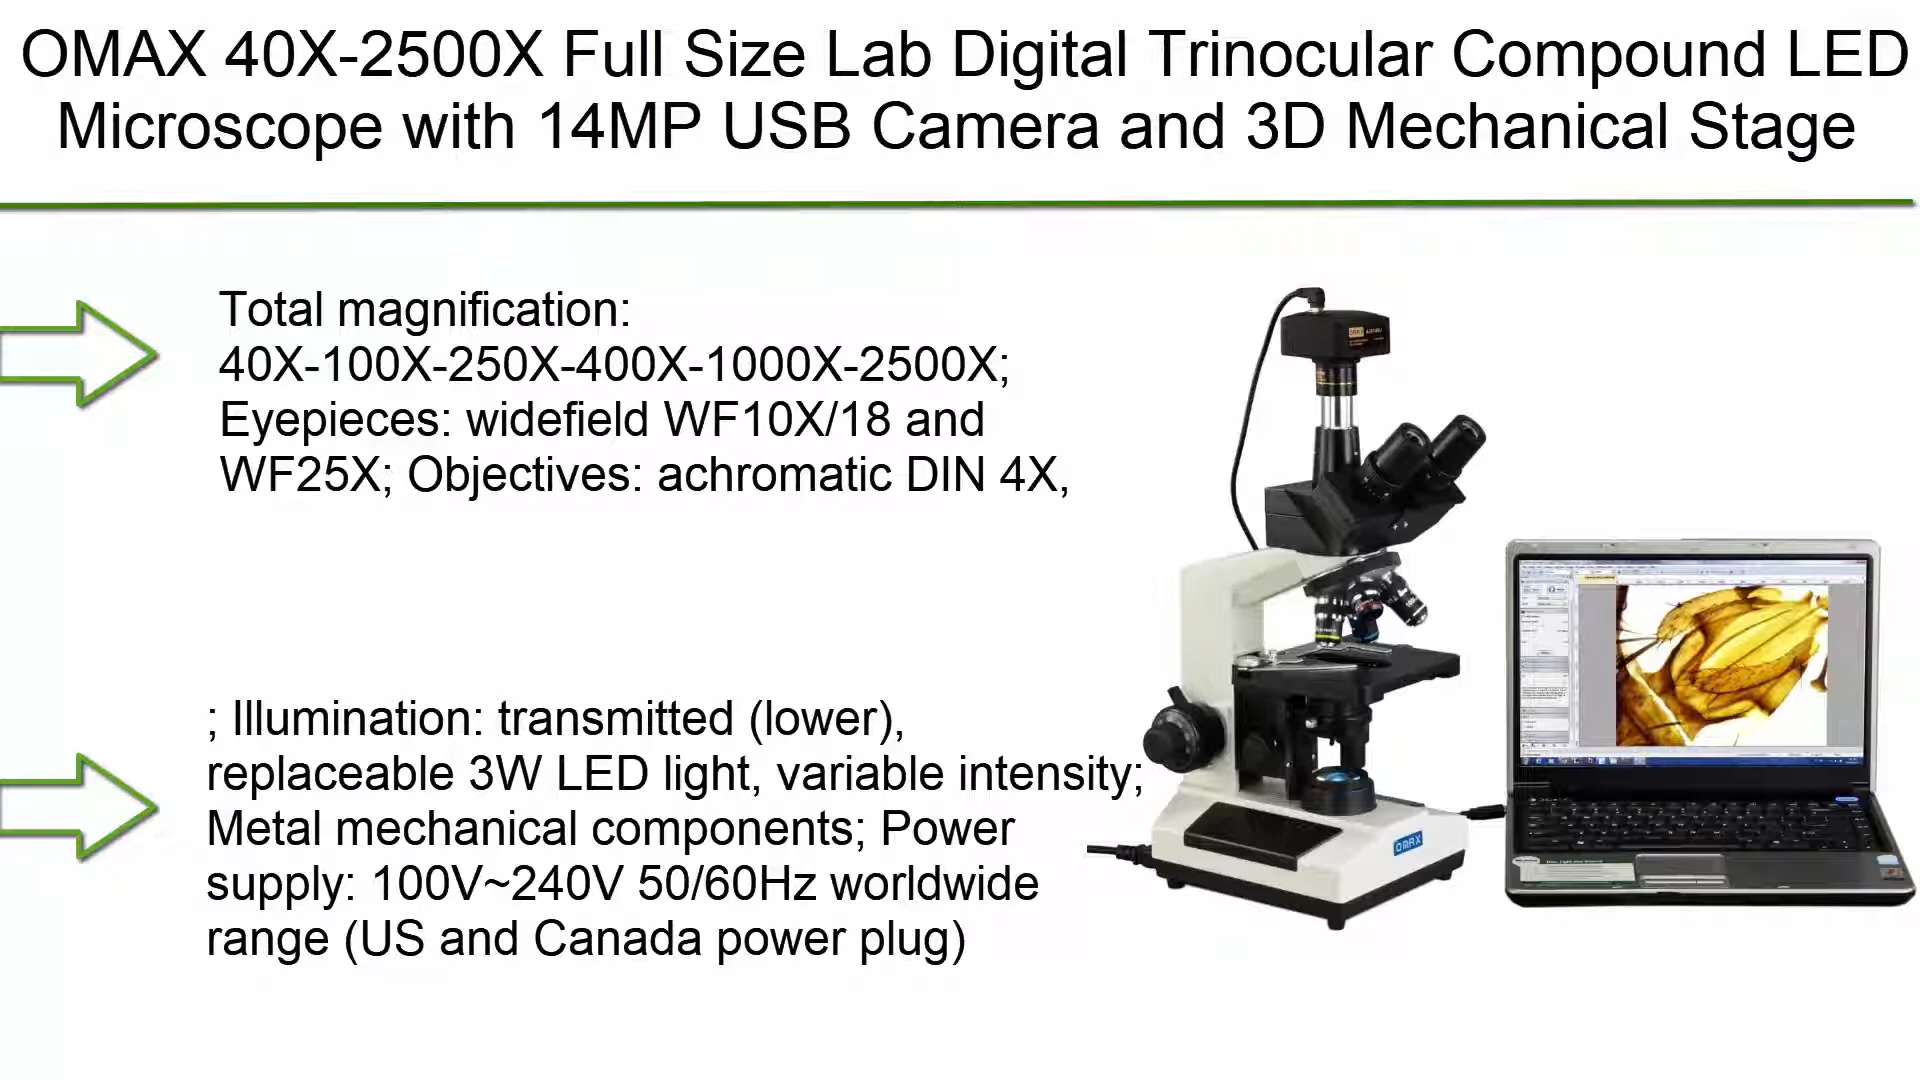 OMAX 40X-2500X Full Size Lab Digital Trinocular Compound LED
Microscope with 14MP USB Camera and 3D Mechanical Stage
Total magnification:
40X-100X-250X-400X-1000X-2500X;
Eyepieces: widefield WF10X/18 and
WF25X; Objectives: achromatic DIN 4X,
; Illumination: transmitted (lower),
replaceable 3W LED light, variable intensity;
Metal mechanical components; Power
supply: 100V~240V 50/60Hz worldwide
range (US and Canada power plug)
OMAX
OMAX